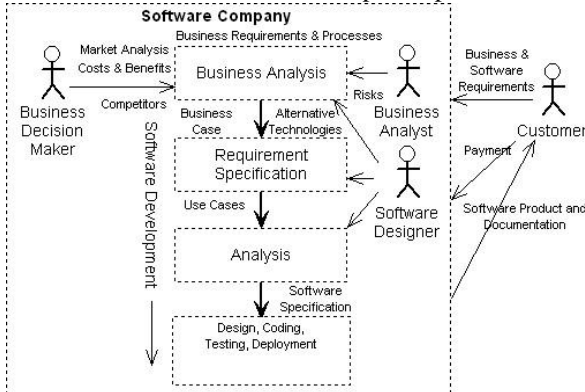 Software Company
Business Requirements & Processes
Market Analysis
Costs & Benefits
Competitors
Business Analysis
Business
Decision
Maker
Risks
Business
Analyst
Business &
Software
Requirements
Customer
Business
Case
Alternative
Technologies
Requirement
Specification
Software
Designer
Payment
Software Product and
Documentation
Use Cases
Software Development
Analysis
Software
Specification
Design, Coding,
Testing, Deployment